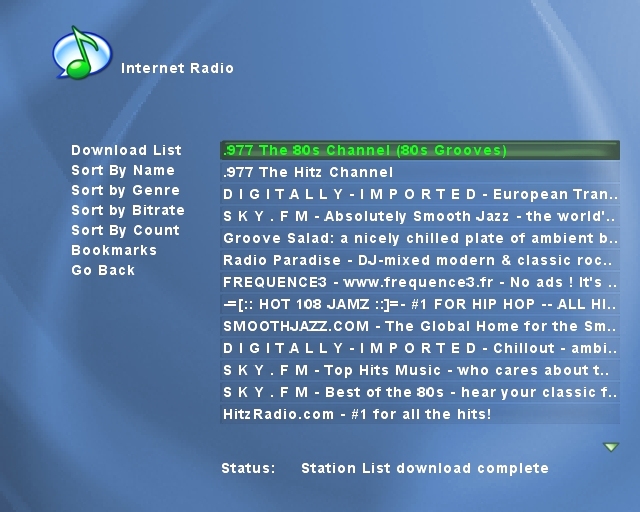 Internet Radio
Download List
Sort By Name
Sort by Genre
Sort by Bitrate
Sort By Count
Bookmarks
Go Back
.977 The 80s Channel (80s Grooves)
.977 The Hitz Channel
D I G I T A L L Y - I M P O R T E D - European Tran..
S K Y . F M - Absolutely Smooth Jazz - the world'..
Groove Salad: a nicely chilled plate of ambient b..
Radio Paradise - DJ-mixed modern & classic roc..
FREQUENCE3 - www.frequence3.fr - No ads ! It's ..
-=[:: HOT 108 JAMZ ::]=- #1 FOR HIP HOP -- ALL HI..
SMOOTHJAZZ.COM - The Global Home for the Sm..
D I G I T A L L Y - I M P O R T E D - Chillout - ambi..
S K Y . F M - Top Hits Music - who cares about t..
S K Y . F M - Best of the 80s - hear your classic f..
HitzRadio.com - #1 for all the hits!
Status: Station List download complete